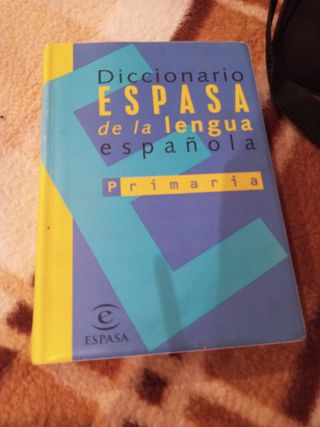 Diccionario
ESPASA
de la lengua
española
Primaria
e
ESPASA